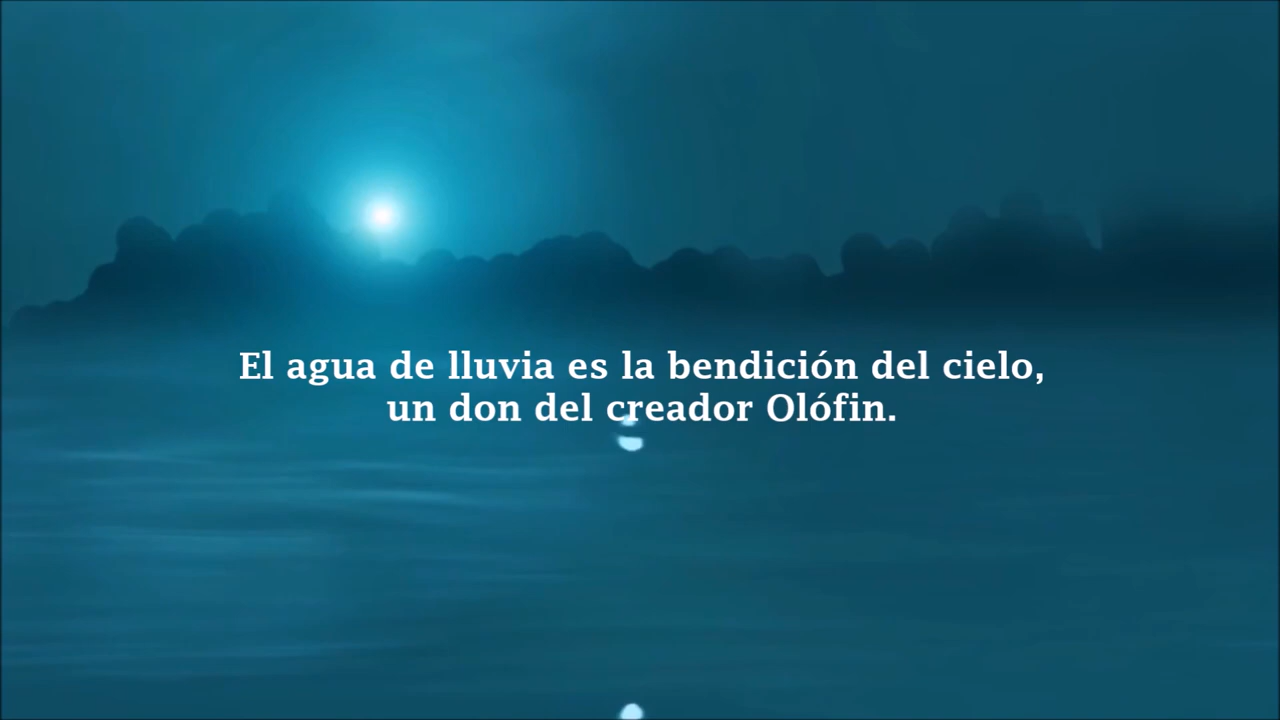 El agua de lluvia es la bendición del cielo,
un don del creador Olófin.